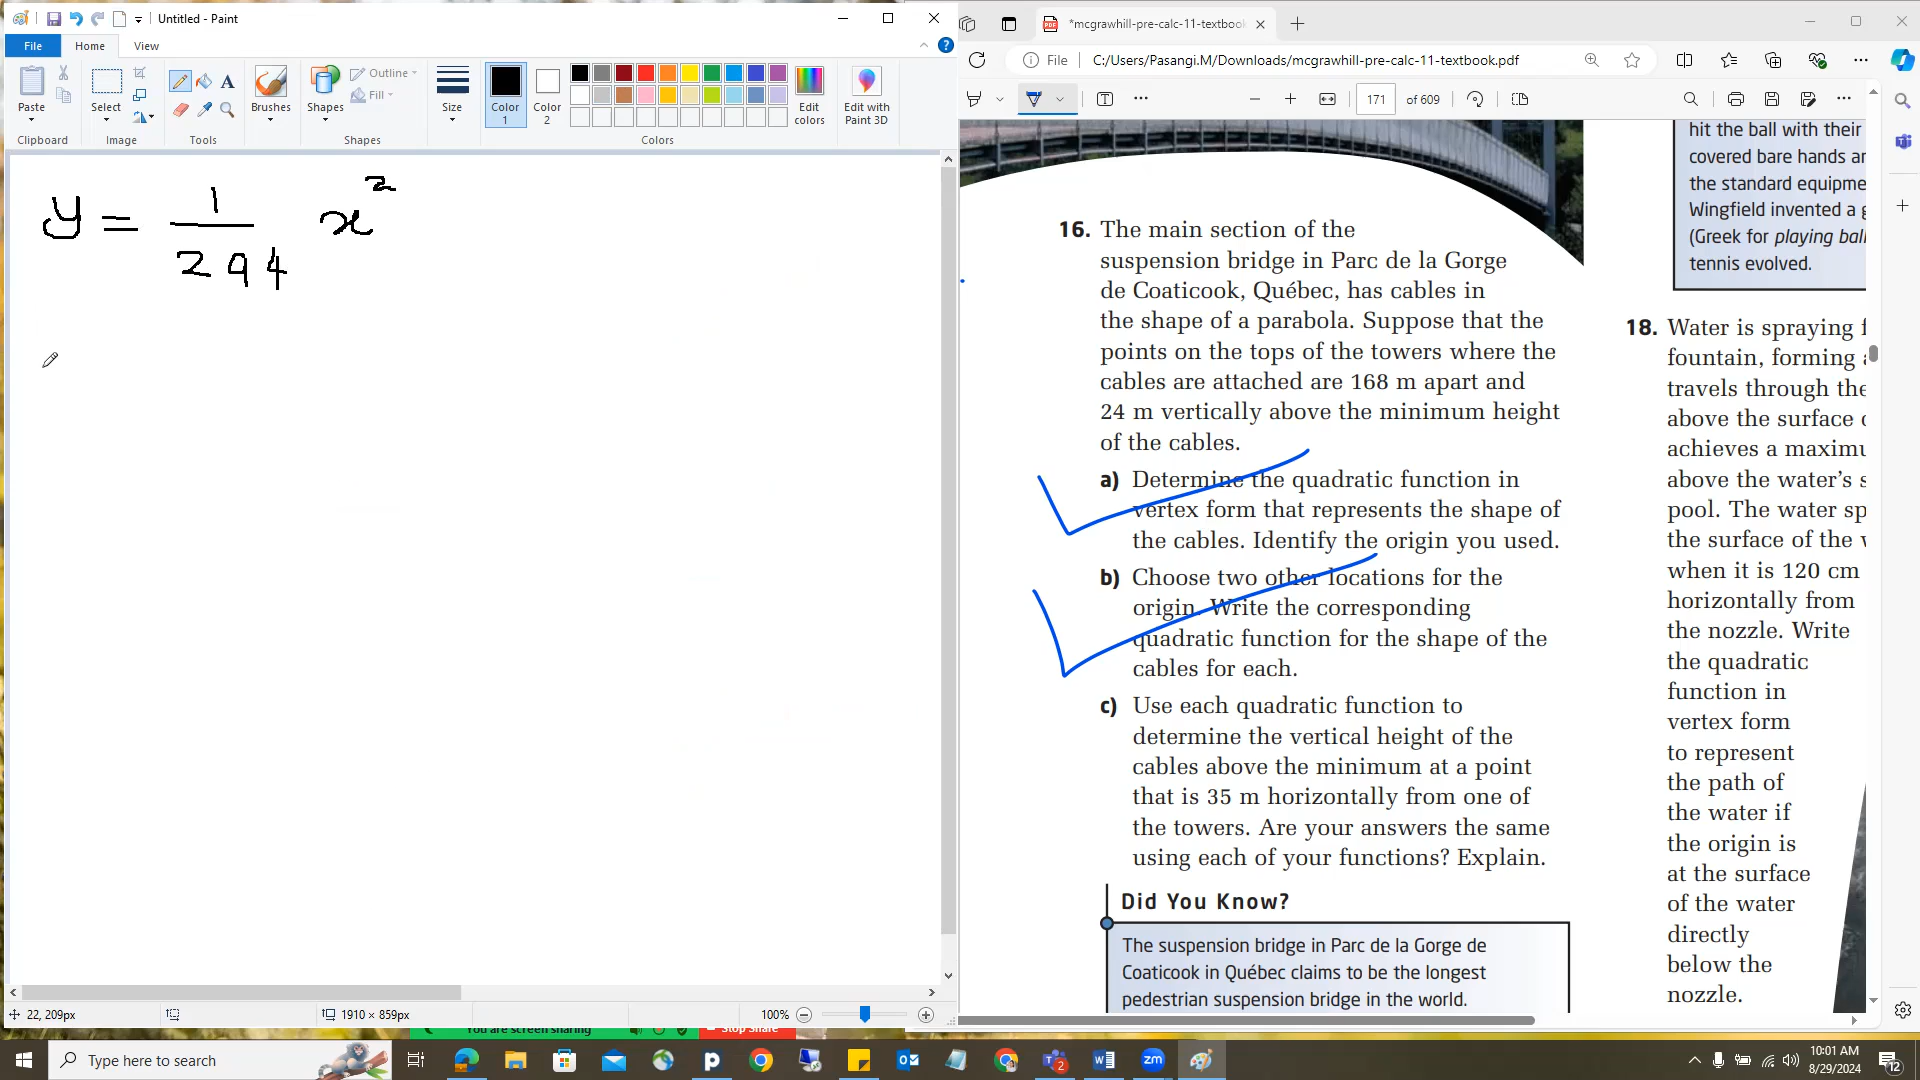 Untitled - Paint
File
Home
View
Paste
Select
Brushes
Shapes
Outline
Fill
Size
Color
1
Color
2
Edit
colors
Edit with
Paint 3D
Clipboard
Image
Tools
Shapes
Colors
y = 1/294 x²
22, 209px
1910 × 859px
100%
You are screen sharing
Stop Share
*mcgrawhill-pre-calc-11-textboo
File
C:/Users/Pasangi.M/Downloads/mcgrawhill-pre-calc-11-textbook.pdf
171
of 609
16. The main section of the
suspension bridge in Parc de la Gorge
de Coaticook, Québec, has cables in
the shape of a parabola. Suppose that the
points on the tops of the towers where the
cables are attached are 168 m apart and
24 m vertically above the minimum height
of the cables.
a) Determine the quadratic function in
vertex form that represents the shape of
the cables. Identify the origin you used.
b) Choose two other locations for the
origin. Write the corresponding
quadratic function for the shape of the
cables for each.
c) Use each quadratic function to
determine the vertical height of the
cables above the minimum at a point
that is 35 m horizontally from one of
the towers. Are your answers the same
using each of your functions? Explain.
Did You Know?
The suspension bridge in Parc de la Gorge de
Coaticook in Québec claims to be the longest
pedestrian suspension bridge in the world.
hit the ball with their
covered bare hands a
the standard equipme
Wingfield invented a
(Greek for playing ball
tennis evolved.
18. Water is spraying f
fountain, forming
travels through the
above the surface
achieves a maximu
above the water's s
pool. The water sp
the surface of the
when it is 120 cm
horizontally from
the nozzle. Write
the quadratic
function in
vertex form
to represent
the path of
the water if
the origin is
at the surface
of the water
directly
below the
nozzle.
Type here to search
10:01 AM
8/29/2024
12